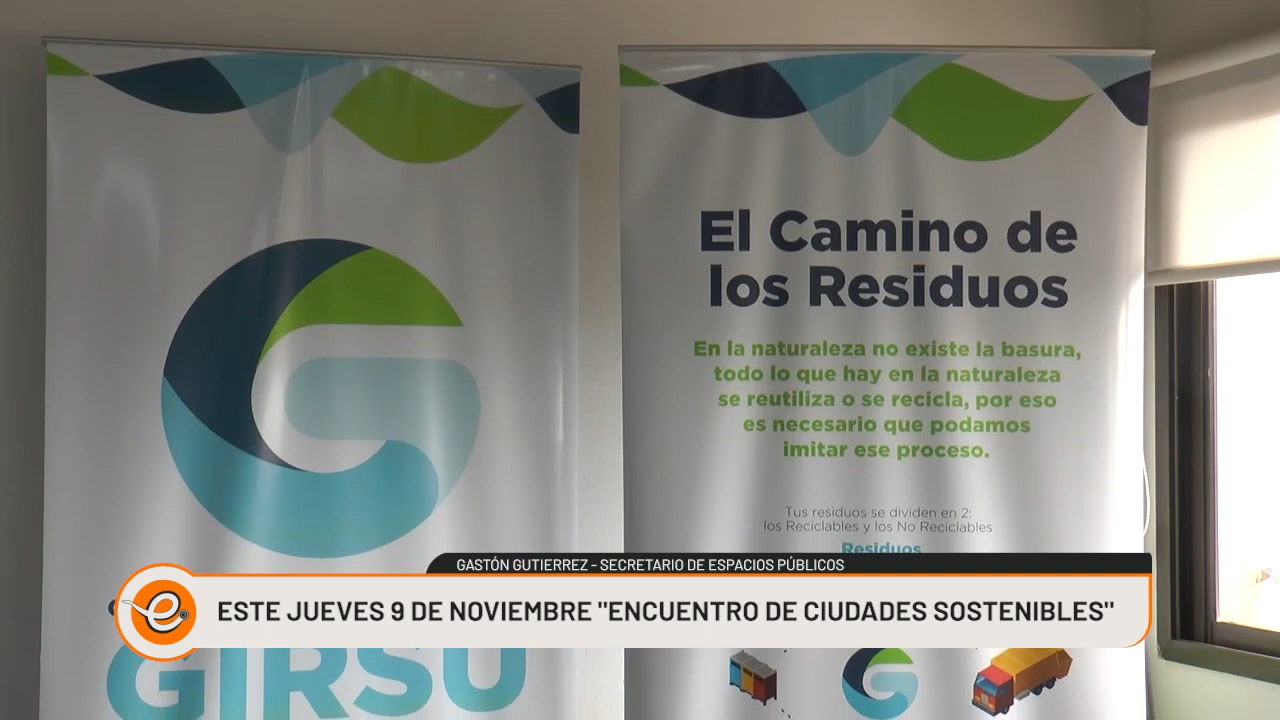 El Camino de
los Residuos
En la naturaleza no existe la basura,
todo lo que hay en la naturaleza
se reutiliza o se recicla, por eso
es necesario que podamos
imitar ese proceso.
Tus residuos se dividen en 2:
los Reciclables y los No Reciclables
Residuos
GASTÓN GUTIERREZ - SECRETARIO DE ESPACIOS PÚBLICOS
e
ESTE JUEVES 9 DE NOVIEMBRE "ENCUENTRO DE CIUDADES SOSTENIBLES"
GIRSU